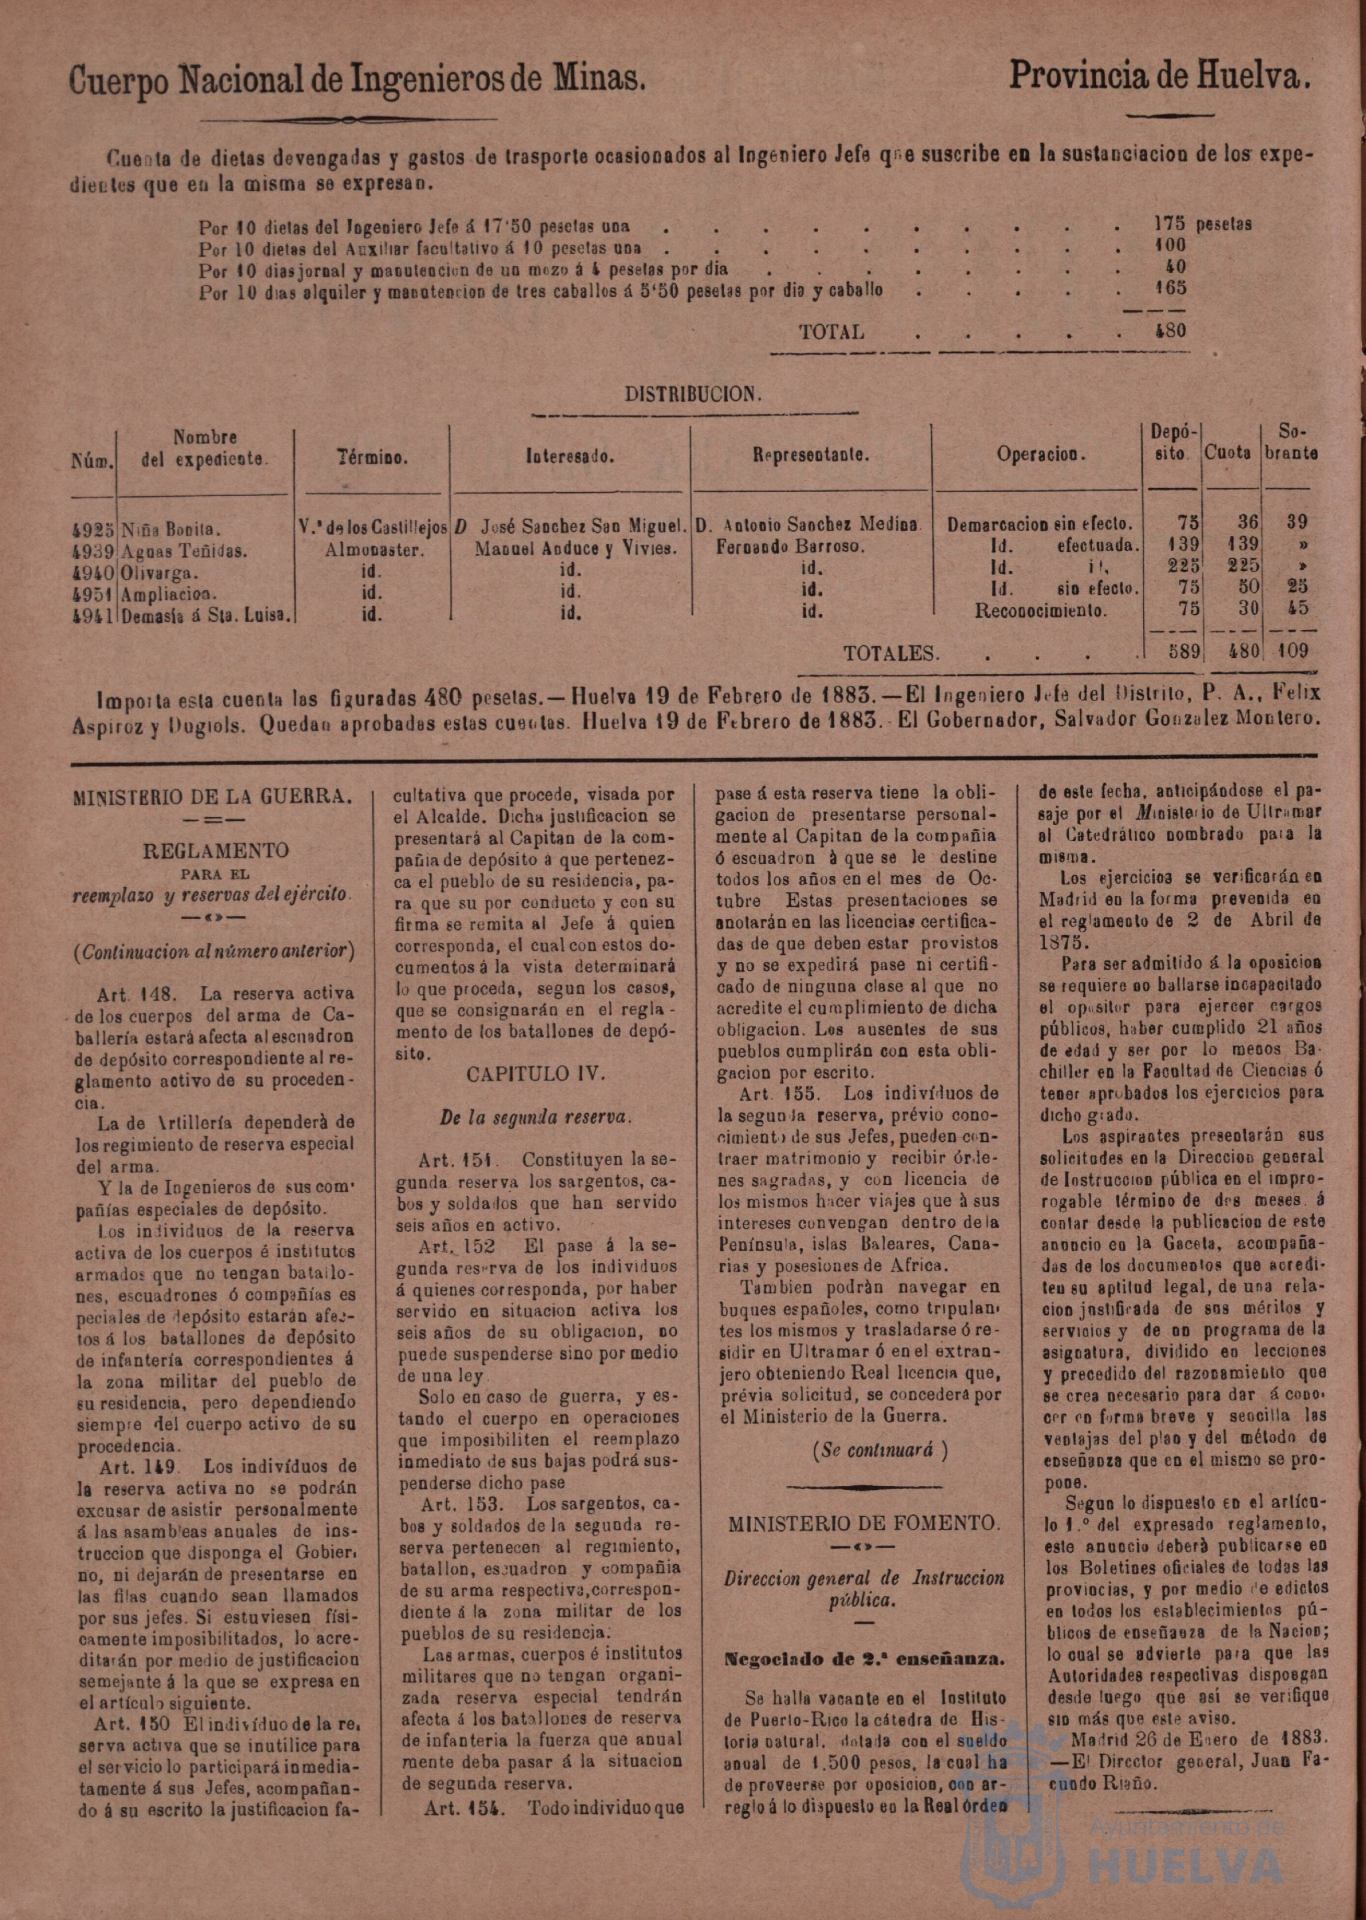 Cuerpo Nacional de Ingenieros de Minas.
Provincia de Huelva.
Cuenta de dietas devengadas y gastos de trasporte ocasionados al Ingeniero Jefe que suscribe en la sustanciacion de los expe-
dientes que en la misma se expresan.
Por 10 dietas del Ingeniero Jefe á 17'50 pesetas una . . . . . . . . . . 175 pesetas
Por 10 dietas del Auxiliar facultativo á 10 pesetas una . . . . . . . . . . 100
Por 10 dias jornal y manutencion de un mozo á 4 pesetas por dia . . . . . . . . 40
Por 10 dias alquiler y manutencion de tres caballos á 5'50 pesetas por dia y caballo . . . . . 165
TOTAL . . . . . 480
DISTRIBUCION.
Núm. Nombre del expediente. Término. Interesado. Representante. Operacion. Depó-sito. Cuota So-brante
4925 Niña Bonita. V.ª de los Castillejos D José Sanchez San Miguel. D. Antonio Sanchez Medina. Demarcacion sin efecto. 75 36 39
4939 Aguas Teñidas. Almonaster. Manuel Anduce y Vivies. Fernando Barroso. Id. efectuada. 139 139 »
4940 Olivarga. id. id. id. Id. id. 225 225 »
4951 Ampliacion. id. id. id. Id. sin efecto. 75 50 25
4941 Demasía á Sta. Luisa. id. id. id. Reconocimiento. 75 30 45
TOTALES. . . . . 589 480 109
Importa esta cuenta las figuradas 480 pesetas.—Huelva 19 de Febrero de 1883.—El Ingeniero Jefe del Distrito, P. A., Felix
Aspiroz y Dugiols. Quedan aprobadas estas cuentas. Huelva 19 de Febrero de 1883.-El Gobernador, Salvador Gonzalez Montero.
MINISTERIO DE LA GUERRA.
REGLAMENTO
PARA EL
reemplazo y reservas del ejército.
(Continuacion al número anterior)
Art. 148. La reserva activa
de los cuerpos del arma de Ca-
ballería estará afecta al escuadron
de depósito correspondiente al re-
glamento activo de su proceden-
cia.
La de Artillería dependerà de
los regimiento de reserva especial
del arma.
Y la de Ingenieros de sus com'
pañías especiales de depósito.
Los individuos de la reserva
activa de los cuerpos é institutos
armados que no tengan batallo-
nes, escuadrones ó compañías es
peciales de depósito estarán afec-
tos á los batallones de depósito
de infantería correspondientes á
la zona militar del pueblo de
su residencia, pero dependiendo
siempre del cuerpo activo de su
procedencia.
Art. 149. Los indivíduos de
la reserva activa no se podrán
excusar de asistir personalmente
á las asambleas anuales de ins-
truccion que disponga el Gobier,
no, ni dejarán de presentarse en
las filas cuando sean llamados
por sus jefes. Si estuviesen físi-
camente imposibilitados, lo acre-
ditarán por medio de justificacion
semejante á la que se expresa en
el artículo siguiente.
Art. 150 El indivíduo de la re,
serva activa que se inutilice para
el servicio lo participará inmedia-
tamente á sus Jefes, acompañan-
do á su escrito la justificacion fa-
cultativa que procede, visada por
el Alcalde. Dicha justificacion se
presentará al Capitan de la com-
pañia de depósito à que pertenez-
ca el pueblo de su residencia, pa-
ra que su por conducto y con su
firma se remita al Jefe á quien
corresponda, el cual con estos do-
cumentos á la vista determinará
lo que proceda, segun los casos,
que se consignarán en el regla-
mento de los batallones de depó-
sito.
CAPITULO IV.
De la segunda reserva.
Art. 151. Constituyen la se-
gunda reserva los sargentos, ca-
bos y soldados que han servido
seis años en activo.
Art. 152 El pase á la se-
gunda reserva de los individuos
á quienes corresponda, por haber
servido en situacion activa los
seis años de su obligacion, no
puede suspenderse sino por medio
de una ley.
Solo en caso de guerra, y es-
tando el cuerpo en operaciones
que imposibiliten el reemplazo
inmediato de sus bajas podrá sus-
penderse dicho pase
Art. 153. Los sargentos, ca-
bos y soldados de la segunda re-
serva pertenecen al regimiento,
batallon, escuadron y compañia
de su arma respectiva, correspon-
diente á la zona militar de los
pueblos de su residencia.
Las armas, cuerpos é institutos
militares que no tengan organi-
zada reserva especial tendrán
afecta á los batallones de reserva
de infanteria la fuerza que anual
mente deba pasar á la situacion
de segunda reserva.
Art. 154. Todo individuo que
pase á esta reserva tiene la obli-
gacion de presentarse personal-
mente al Capitan de la compañia
ó escuadron à que se le destine
todos los años en el mes de Oc-
tubre Estas presentaciones se
anotarán en las licencias certifica-
das de que deben estar provistos
y no se expedirá pase ni certifi-
cado de ninguna clase al que no
acredite el cumplimiento de dicha
obligacion. Los ausentes de sus
pueblos cumplirán con esta obli-
gacion por escrito.
Art. 155. Los indivíduos de
la segunda reserva, prévio cono-
cimiento de sus Jefes, pueden con-
traer matrimonio y recibir órde-
nes sagradas, y con licencia de
los mismos hacer viajes que à sus
intereses convengan dentro de la
Península, islas Baleares, Cana-
rias y posesiones de Africa.
Tambien podràn navegar en
buques españoles, como tripulan,
tes los mismos y trasladarse ó re-
sidir en Ultramar ó en el extran-
jero obteniendo Real licencia que,
prévia solicitud, se concederá por
el Ministerio de la Guerra.
(Se continuará )
MINISTERIO DE FOMENTO.
Direccion general de Instruccion
pública.
Negociado de 2.ª enseñanza.
Se halla vacante en el Instituto
de Puerto-Rico la cátedra de His-
toria natural, dotada con el sueldo
anual de 1.500 pesos, la cual ha
de proveerse por oposicion, con ar-
reglo á lo dispuesto en la Real órden
de este fecha, anticipándose el pa-
saje por el Ministerio de Ultramar
al Catedrático nombrado para la
misma.
Los ejercicios se verificarán en
Madrid en la forma prevenida en
el reglamento de 2 de Abril de
1875.
Para ser admitido á la oposicion
se requiere no hallarse incapacitado
el opositor para ejercer cargos
públicos, haber cumplido 21 años
de edad y ser por lo menos Ba-
chiller en la Facultad de Ciencias ó
tener aprobados los ejercicios para
dicho grado.
Los aspirantes presentarán sus
solicitudes en la Direccion general
de Instruccion pública en el impro-
rogable término de dos meses. á
contar desde la publicacion de este
anuncio en la Gaceta, acompaña-
das de los documentos que acredi-
ten su aptitud legal, de una rela-
cion justificada de sus méritos y
servicios y de un programa de la
asignatura, dividido en lecciones
y precedido del razonamiento que
se crea necesario para dar á cono-
cer en forma breve y sencilla las
ventajas del plan y del método de
enseñanza que en el mismo se pro-
pone.
Segun lo dispuesto en el artícu-
lo 1.º del expresado reglamento,
este anuncio deberà publicarse en
los Boletines oficiales de todas las
provincias, y por medio de edictos
en todos los establecimientos pú-
blicos de enseñanza de la Nacion;
lo cual se advierte para que las
Autoridades respectivas dispongan
desde luego que así se verifique
sin más que este aviso.
Madrid 26 de Enero de 1883.
—El Director general, Juan Fa-
cundo Riaño.
Ayuntamiento de
HUELVA